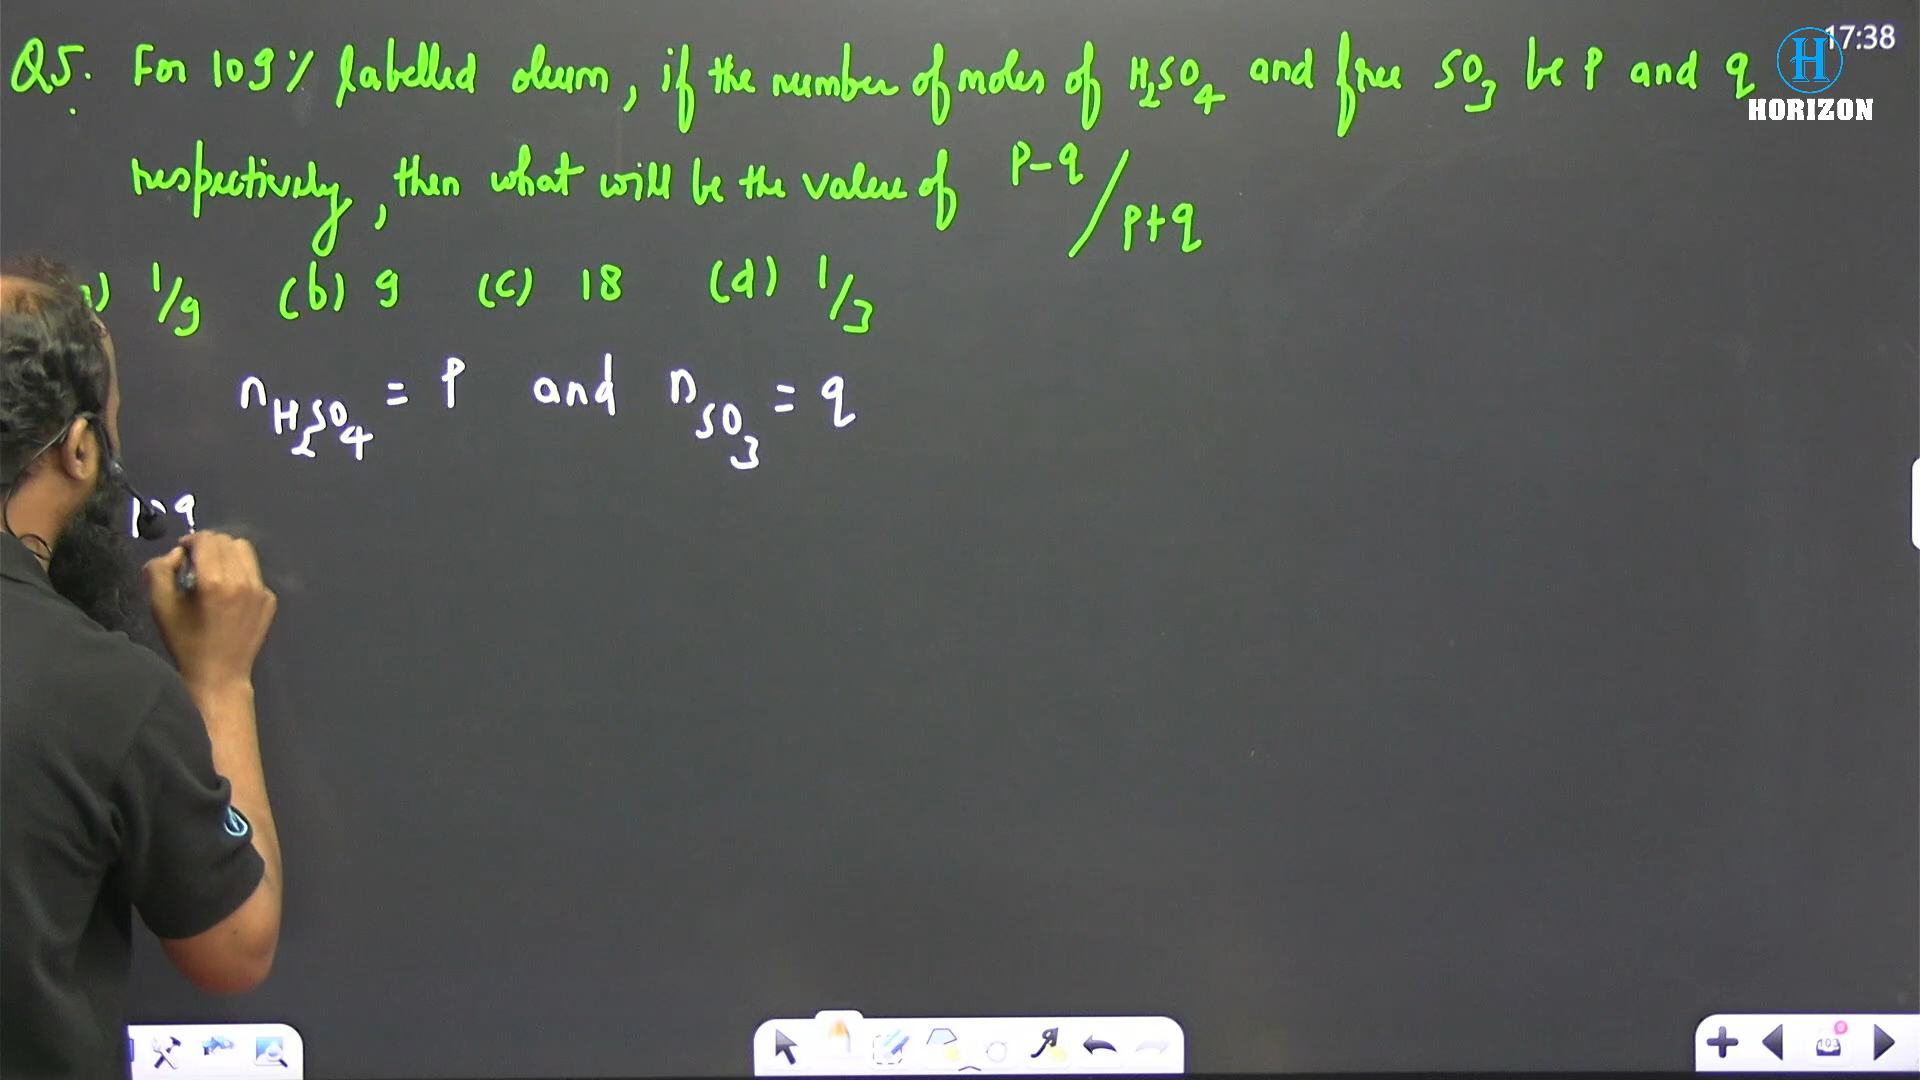 17:38
HORIZON
Q5. For 109% labelled oleum, if the number of moles of H₂SO₄ and free SO₃ be p and q
respectively, then what will be the value of p-q/p+q
) 1/9 (b) 9 (c) 18 (d) 1/3
nH₂SO₄ = p and nSO₃ = q
103